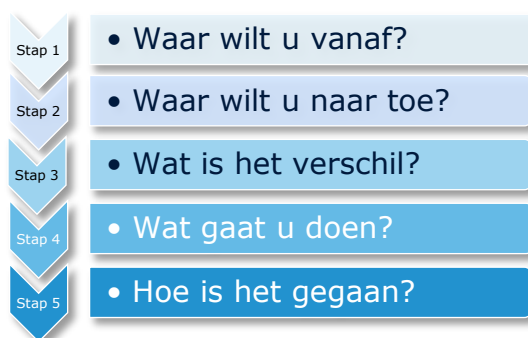 Stap 1
• Waar wilt u vanaf?
Stap 2
• Waar wilt u naar toe?
Stap 3
• Wat is het verschil?
Stap 4
• Wat gaat u doen?
Stap 5
• Hoe is het gegaan?